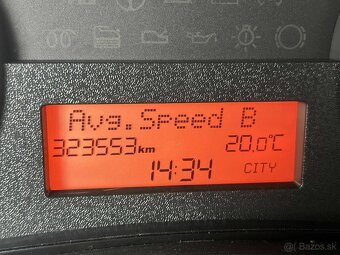 Avg.Speed B
323553km 20.0°C
14:34 CITY
© Bazos.sk